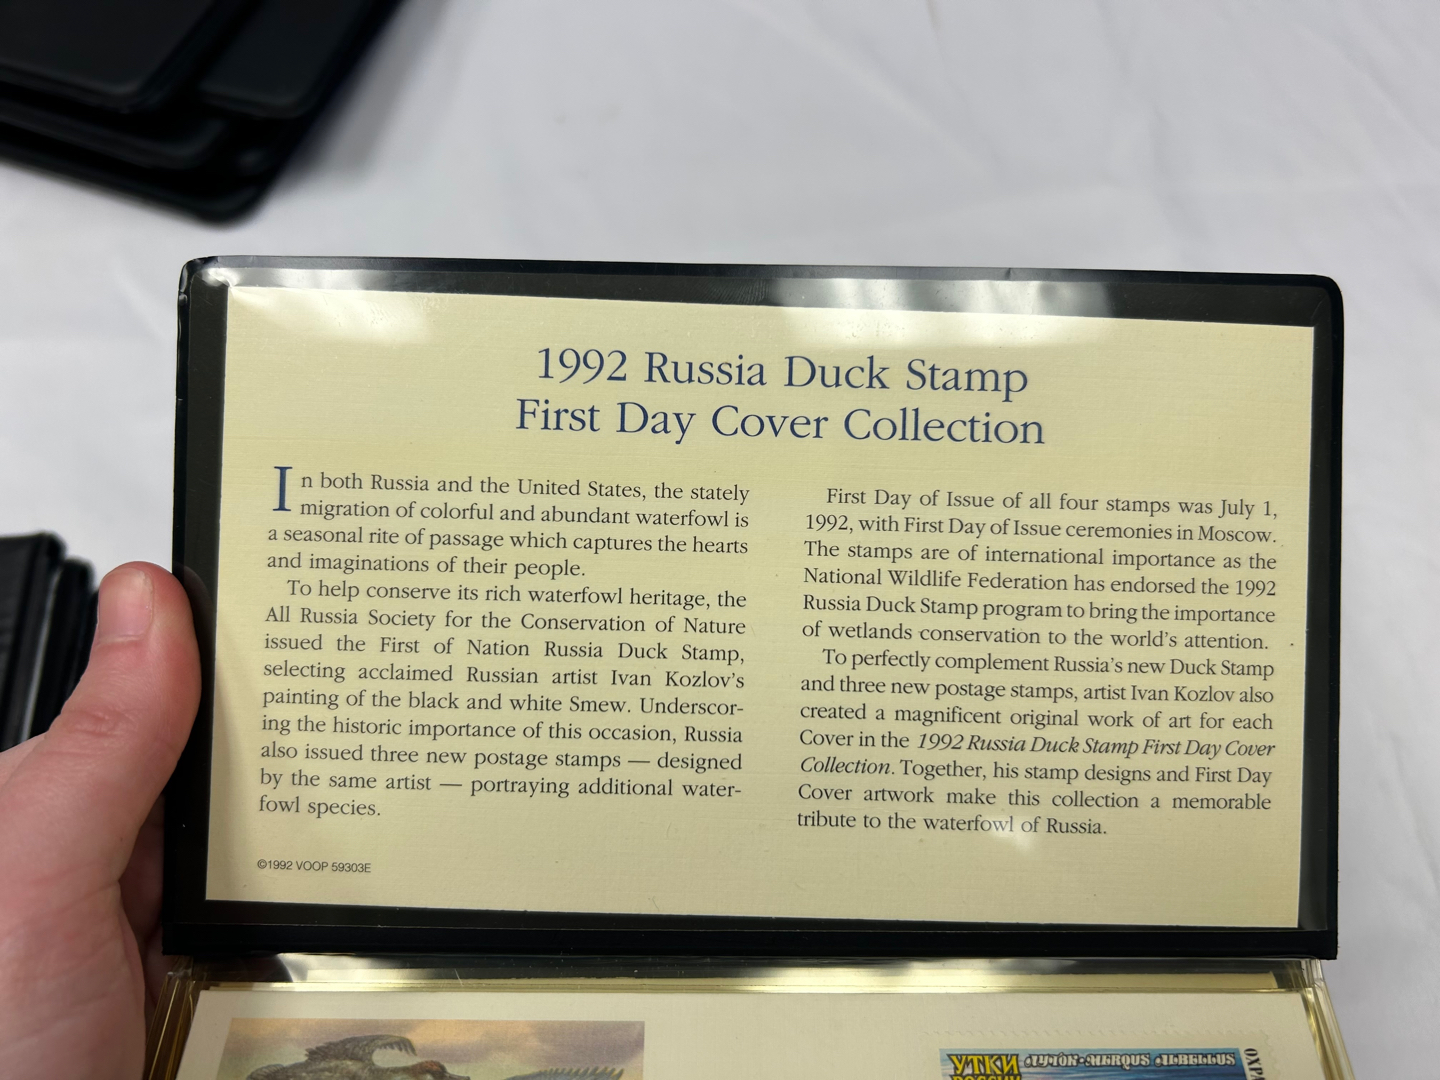 1992 Russia Duck Stamp
First Day Cover Collection
In both Russia and the United States, the stately
migration of colorful and abundant waterfowl is
a seasonal rite of passage which captures the hearts
and imaginations of their people.
To help conserve its rich waterfowl heritage, the
All Russia Society for the Conservation of Nature
issued the First of Nation Russia Duck Stamp,
selecting acclaimed Russian artist Ivan Kozlov's
painting of the black and white Smew. Underscor-
ing the historic importance of this occasion, Russia
also issued three new postage stamps — designed
by the same artist — portraying additional water-
fowl species.
©1992 VOOP 59303E
First Day of Issue of all four stamps was July 1,
1992, with First Day of Issue ceremonies in Moscow.
The stamps are of international importance as the
National Wildlife Federation has endorsed the 1992
Russia Duck Stamp program to bring the importance
of wetlands conservation to the world's attention.
To perfectly complement Russia's new Duck Stamp
and three new postage stamps, artist Ivan Kozlov also
created a magnificent original work of art for each
Cover in the 1992 Russia Duck Stamp First Day Cover
Collection. Together, his stamp designs and First Day
Cover artwork make this collection a memorable
tribute to the waterfowl of Russia.
УТКИ
РОССИИ
ЛУТОК·MERGUS ALBELLUS